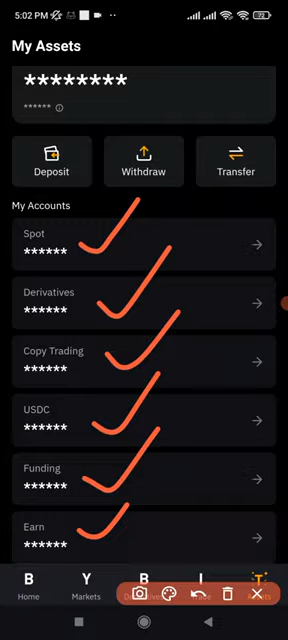 5:02 PM
72
My Assets
********
******
Deposit Withdraw Transfer
My Accounts
Spot
******
Derivatives
******
Copy Trading
******
USDC
******
Funding
******
Earn
******
B Y B I T
Home Markets Assets